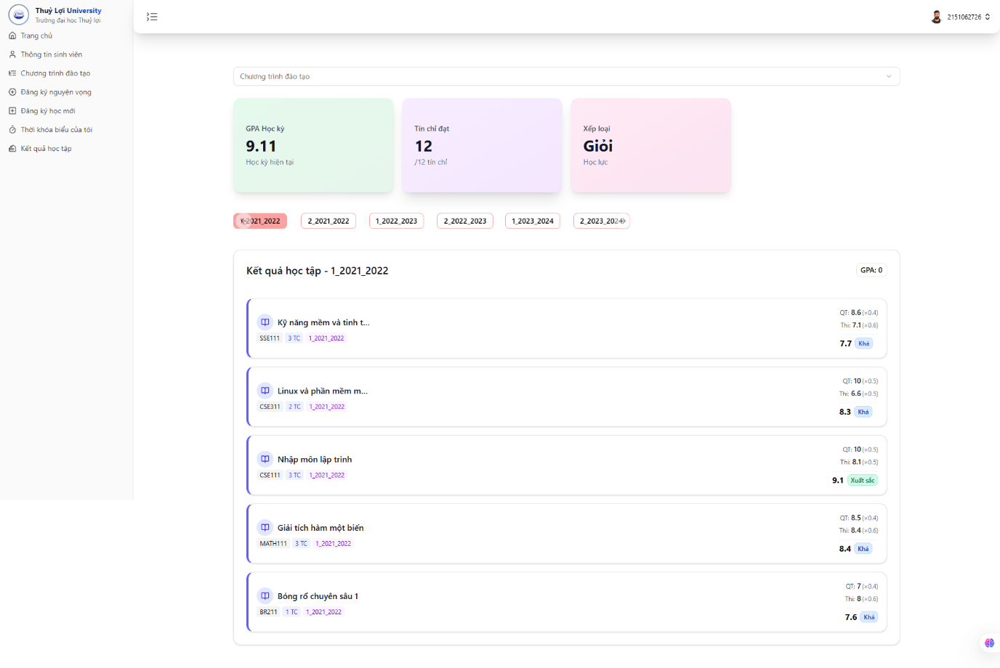 Thuỷ Lợi University
Trường đại học Thuỷ lợi
Trang chủ
Thông tin sinh viên
Chương trình đào tạo
Đăng ký nguyện vọng
Đăng ký học mới
Thời khóa biểu của tôi
Kết quả học tập
2151062726
Chương trình đào tạo
GPA Học kỳ
9.11
Học kỳ hiện tại
Tín chỉ đạt
12
/12 tín chỉ
Xếp loại
Giỏi
Học lực
1_2021_2022
2_2021_2022
1_2022_2023
2_2022_2023
1_2023_2024
2_2023_2024
Kết quả học tập - 1_2021_2022
GPA: 0
Kỹ năng mềm và tinh t...
SSE111 3 TC 1_2021_2022
QT: 8.6 (×0.4)
Thi: 7.1 (×0.6)
7.7 Khá
Linux và phần mềm m...
CSE311 2 TC 1_2021_2022
QT: 10 (×0.5)
Thi: 6.6 (×0.5)
8.3 Khá
Nhập môn lập trình
CSE111 3 TC 1_2021_2022
QT: 10 (×0.5)
Thi: 8.1 (×0.5)
9.1 Xuất sắc
Giải tích hàm một biến
MATH111 3 TC 1_2021_2022
QT: 8.5 (×0.4)
Thi: 8.4 (×0.6)
8.4 Khá
Bóng rổ chuyên sâu 1
BR211 1 TC 1_2021_2022
QT: 7 (×0.4)
Thi: 8 (×0.6)
7.6 Khá